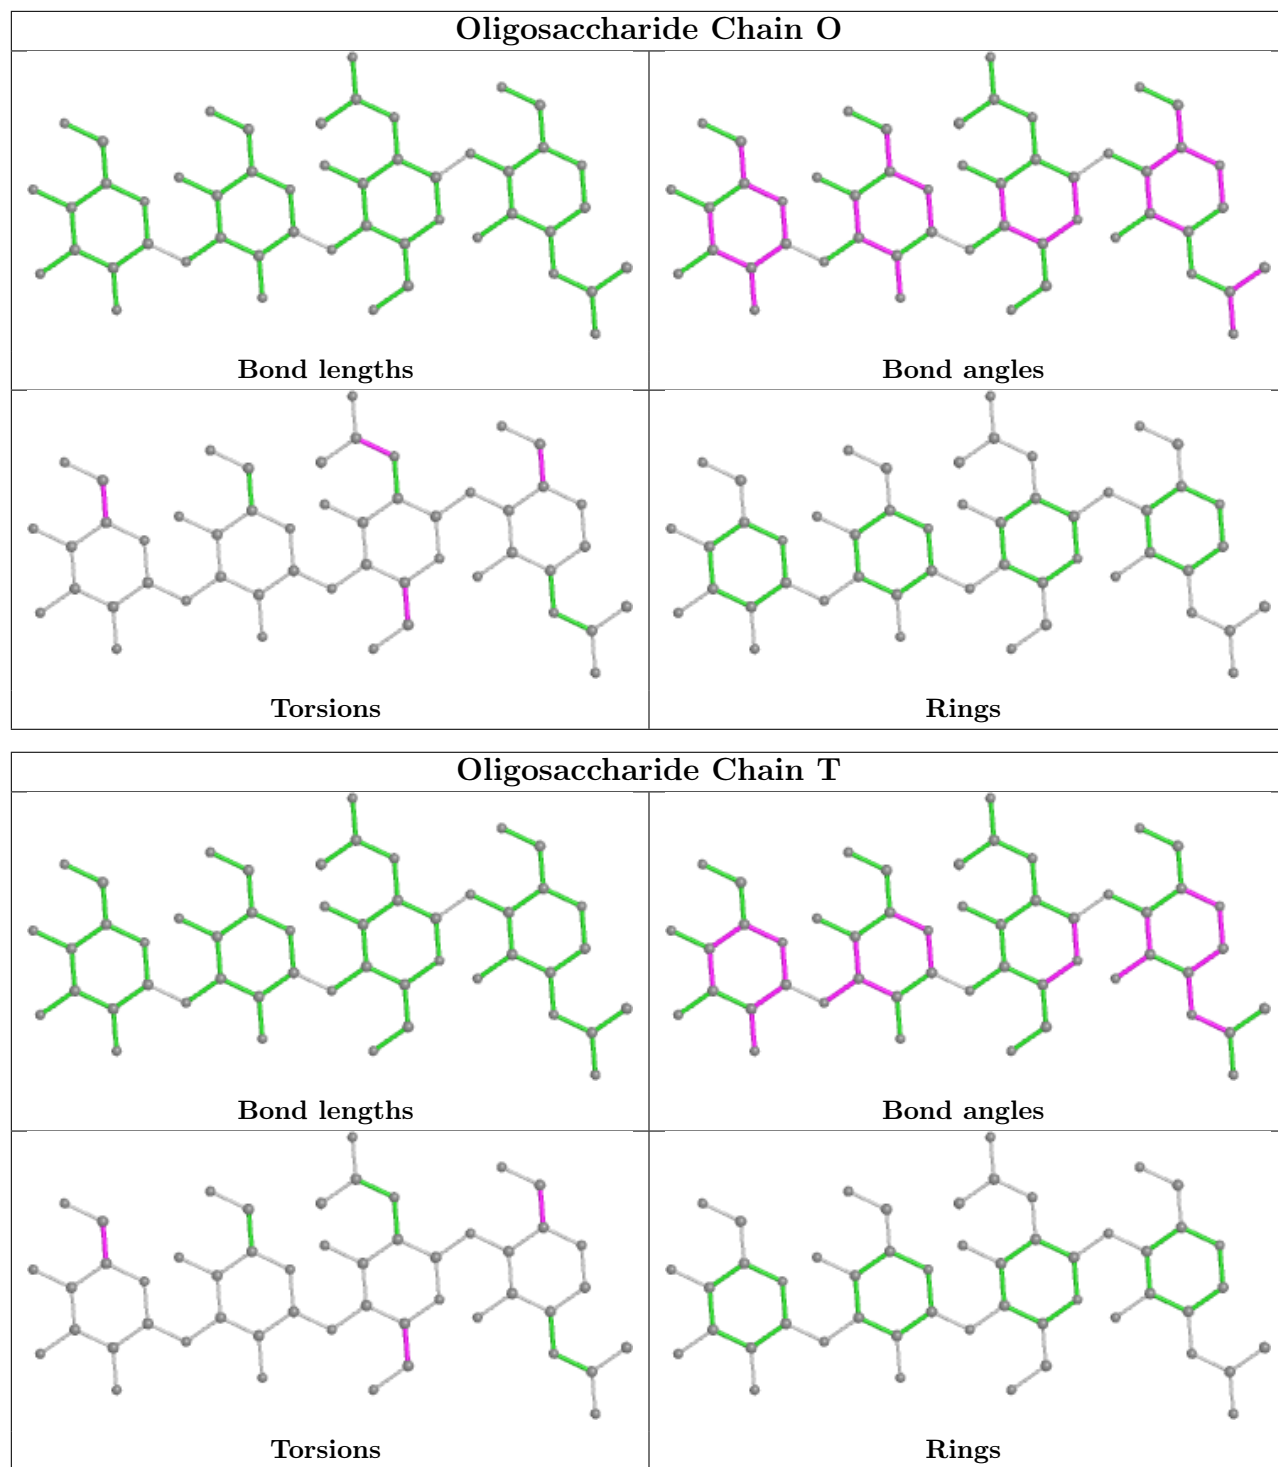 Oligosaccharide Chain O
Bond lengths
Bond angles
Torsions
Rings
Oligosaccharide Chain T
Bond lengths
Bond angles
Torsions
Rings